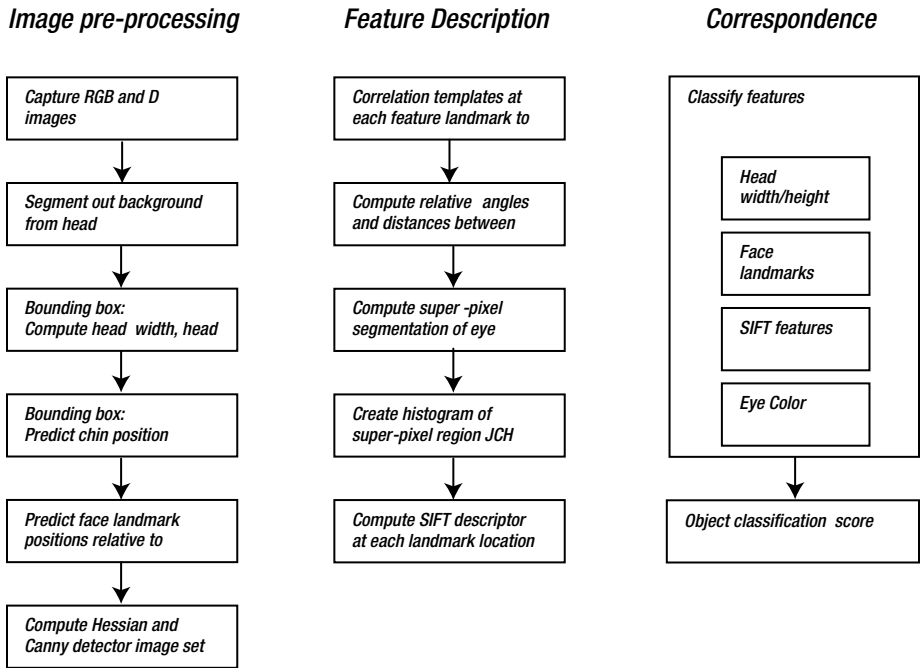 Image pre-processing
Capture RGB and D
images
Segment out background
from head
Bounding box:
Compute head width, head
Bounding box:
Predict chin position
Predict face landmark
positions relative to
Compute Hessian and
Canny detector image set
Feature Description
Correlation templates at
each feature landmark to
Compute relative angles
and distances between
Compute super -pixel
segmentation of eye
Create histogram of
super-pixel region JCH
Compute SIFT descriptor
at each landmark location
Correspondence
Classify features
Head
width/height
Face
landmarks
SIFT features
Eye Color
Object classification score